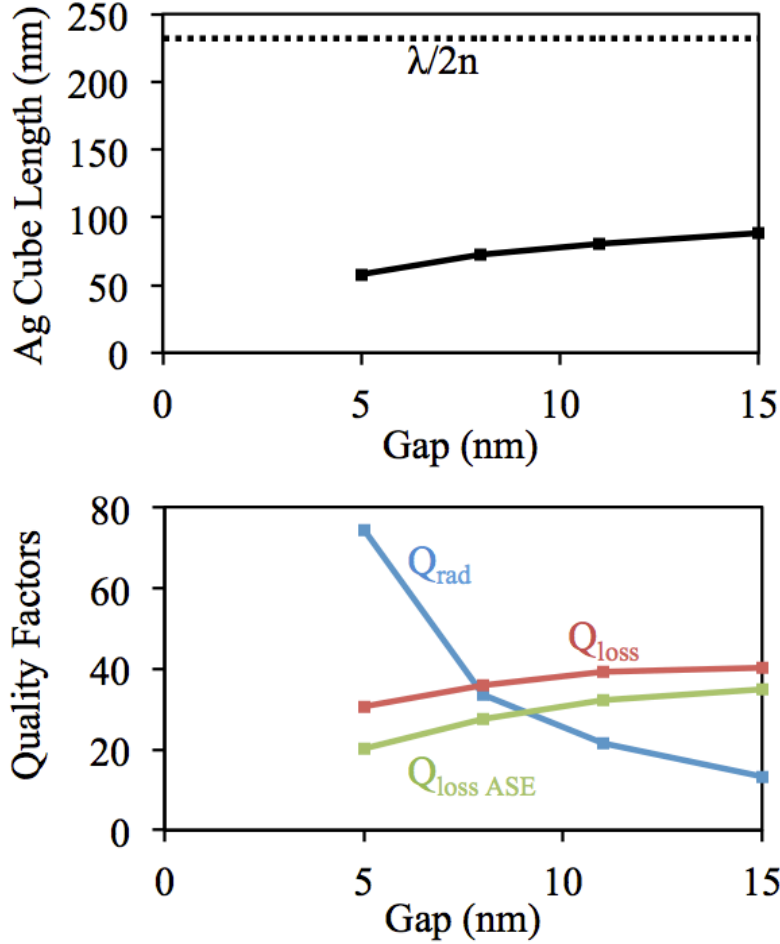 Ag Cube Length (nm)
250
200
150
100
50
0
λ/2n
0 5 10 15
Gap (nm)
Quality Factors
80
60
40
20
0
Qrad
Qloss
Qloss ASE
0 5 10 15
Gap (nm)